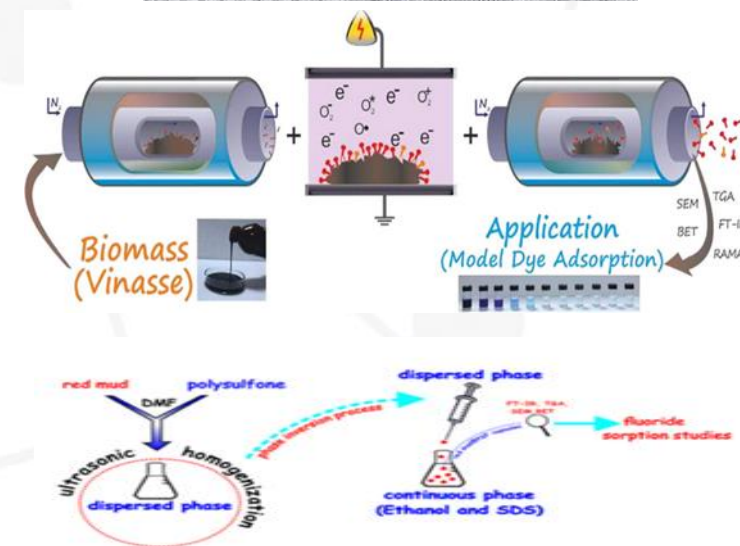 N₂
e⁻
e⁻
e⁻
O₂⁻
O₂*
O₂⁺
O•
e⁻
e⁻
+
+
N₂
Biomass
(Vinasse)
Application
(Model Dye Adsorption)
SEM
TGA
BET
FT-I
RAMA
red mud
polysulfone
DMF
ultrasonic homogenization
dispersed phase
phase inversion process
dispersed phase
continuous phase
(Ethanol and SDS)
FT-IR, TGA,
SEM, BET
fluoride
sorption studies